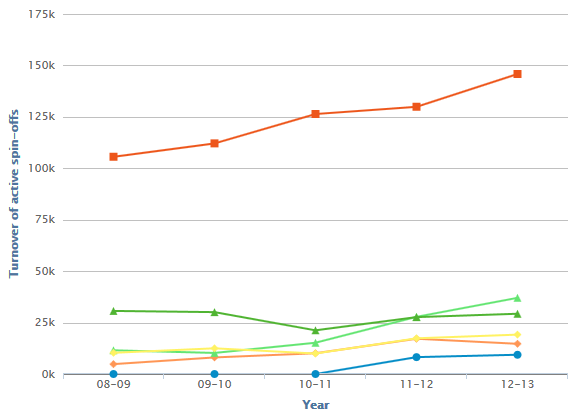 175k
150k
125k
100k
75k
50k
25k
0k
Turnover of active spin-offs
08-09 09-10 10-11 11-12 12-13
Year